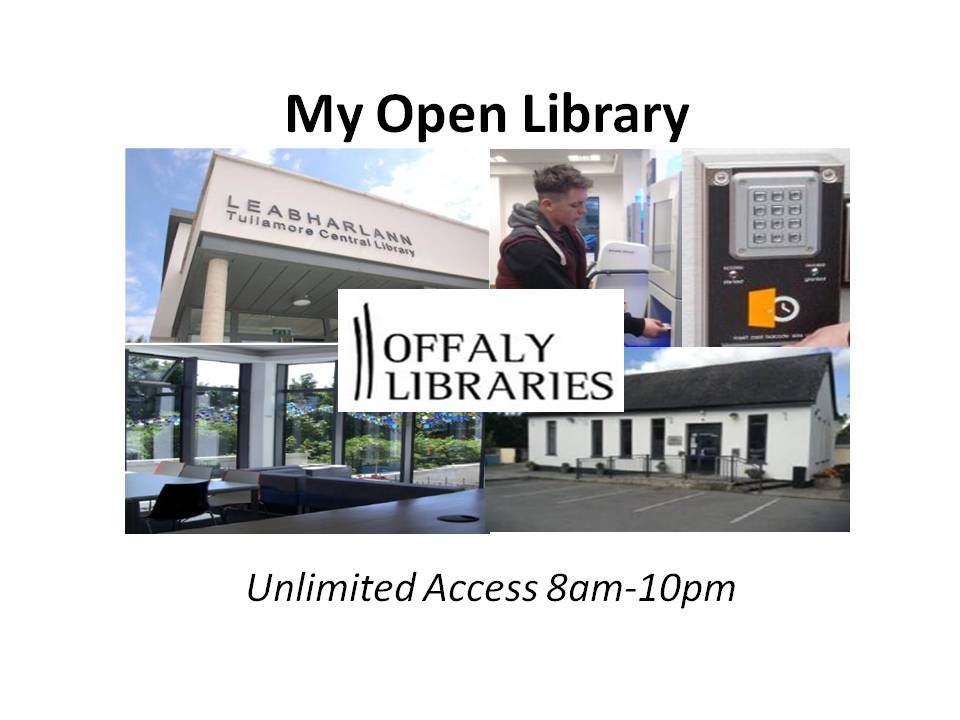 My Open Library
LEABHARLANN
Tullamore Central Library
OFFALY
LIBRARIES
Unlimited Access 8am-10pm